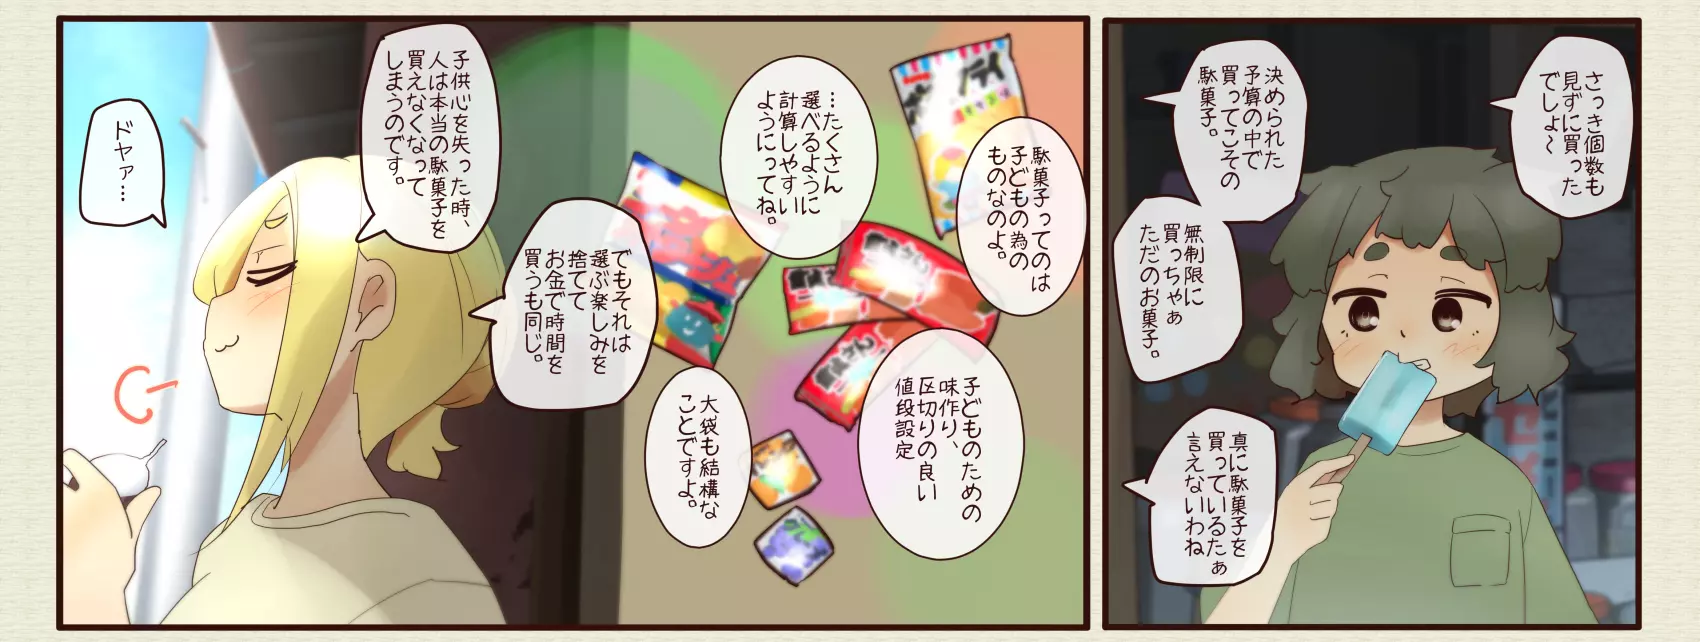 さっき個数も
見ずに買った
でしょ～
決められた
予算の中で
買ってこその
駄菓子。
無制限に
買っちゃぁ
ただのお菓子。
真に駄菓子を
買っているたぁ
言えないいわね
駄菓子ってのは
子どもの為の
ものなのよ。
子どものための
味作り、
区切りの良い
値段設定
…たくさん
選べるように
計算しやすい
ようにってね。
大袋も結構な
ことですよ。
でもそれは
選ぶ楽しみを
捨てて
お金で時間を
買うも同じ。
子供心を失った時、
人は本当の駄菓子を
買えなくなって
しまうのです。
ドヤァ…